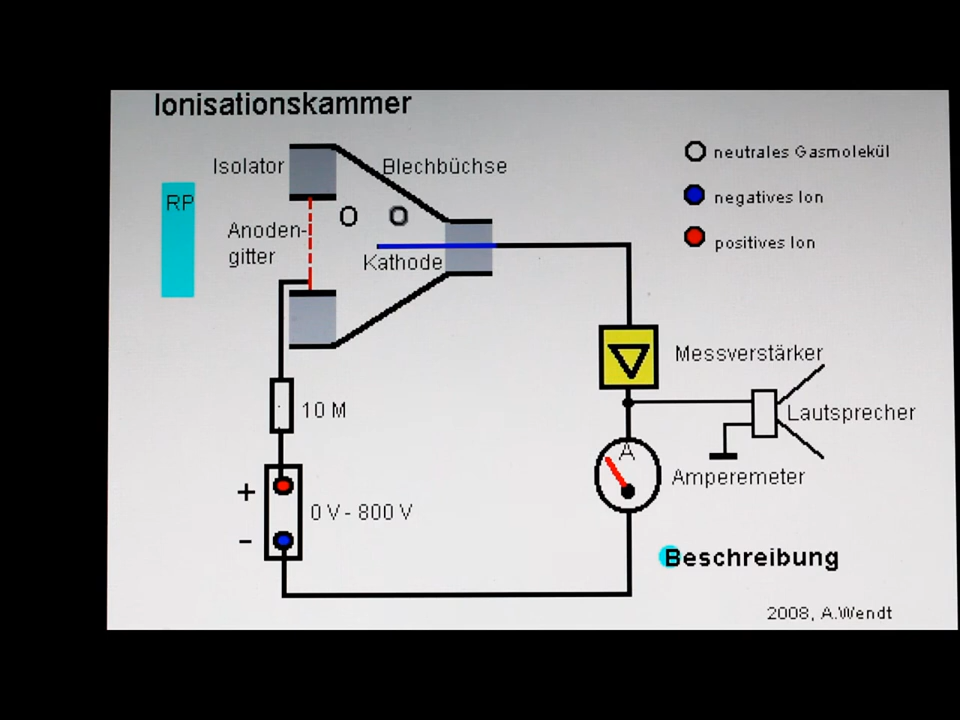 Ionisationskammer
Isolator
Blechbüchse
neutrales Gasmolekül
RP
negatives Ion
Anoden-
gitter
positives Ion
Kathode
Messverstärker
10 M
Lautsprecher
A
Amperemeter
+
0 V - 800 V
-
Beschreibung
2008, A.Wendt